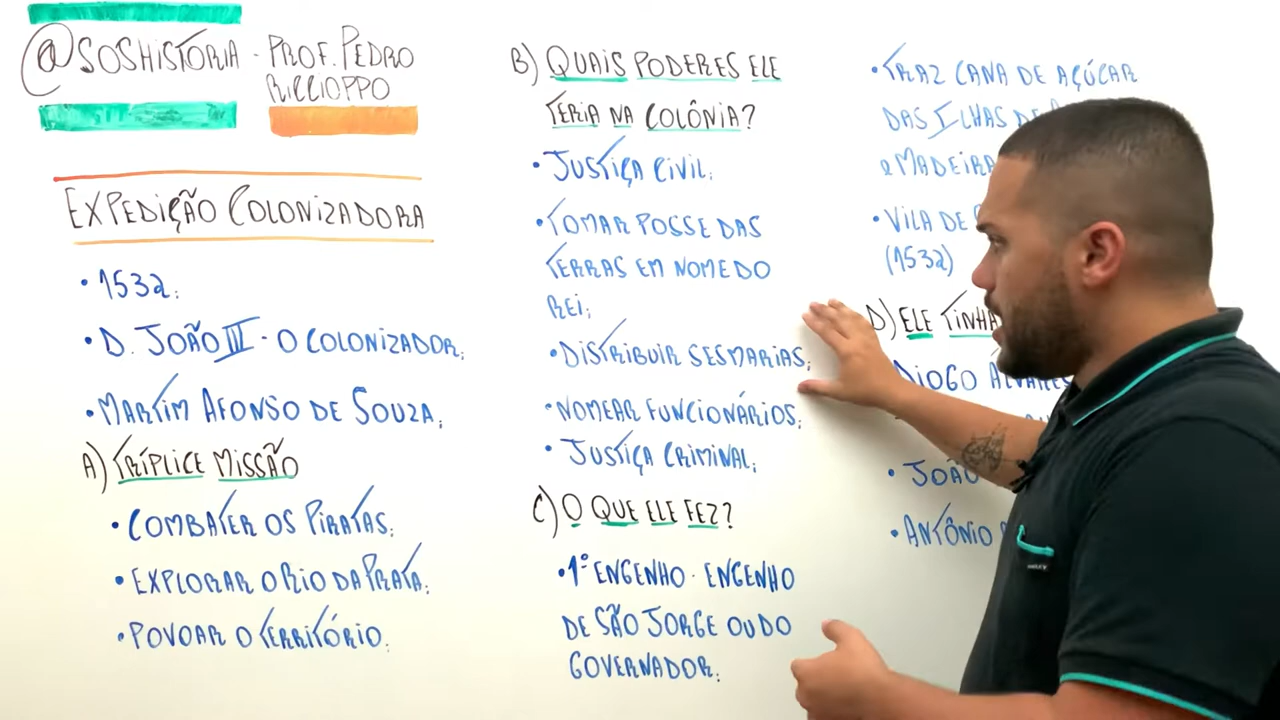 @SOSHISTÓRIA - PROF. PEDRO
RICCIOPPO
EXPEDIÇÃO COLONIZADORA
• 1532;
• D. JOÃO III - O COLONIZADOR;
• MARTIM AFONSO DE SOUZA;
A) TRÍPLICE MISSÃO
• COMBATER OS PIRATAS;
• EXPLORAR O RIO DA PRATA;
• POVOAR O TERRITÓRIO.
B) QUAIS PODERES ELE
TERIA NA COLÔNIA?
• JUSTIÇA CIVIL;
• TOMAR POSSE DAS
TERRAS EM NOME DO
REI;
• DISTRIBUIR SESMARIAS;
• NOMEAR FUNCIONÁRIOS;
• JUSTIÇA CRIMINAL;
C) O QUE ELE FEZ?
• 1º ENGENHO - ENGENHO
DE SÃO JORGE OU DO
GOVERNADOR;
• TRAZ CANA DE AÇÚCAR
DAS ILHAS DE
E MADEIRA
• VILA DE
(1532)
D) ELE TINHA
DIOGO ÁLVARES
• JOÃO
• ANTÔNIO